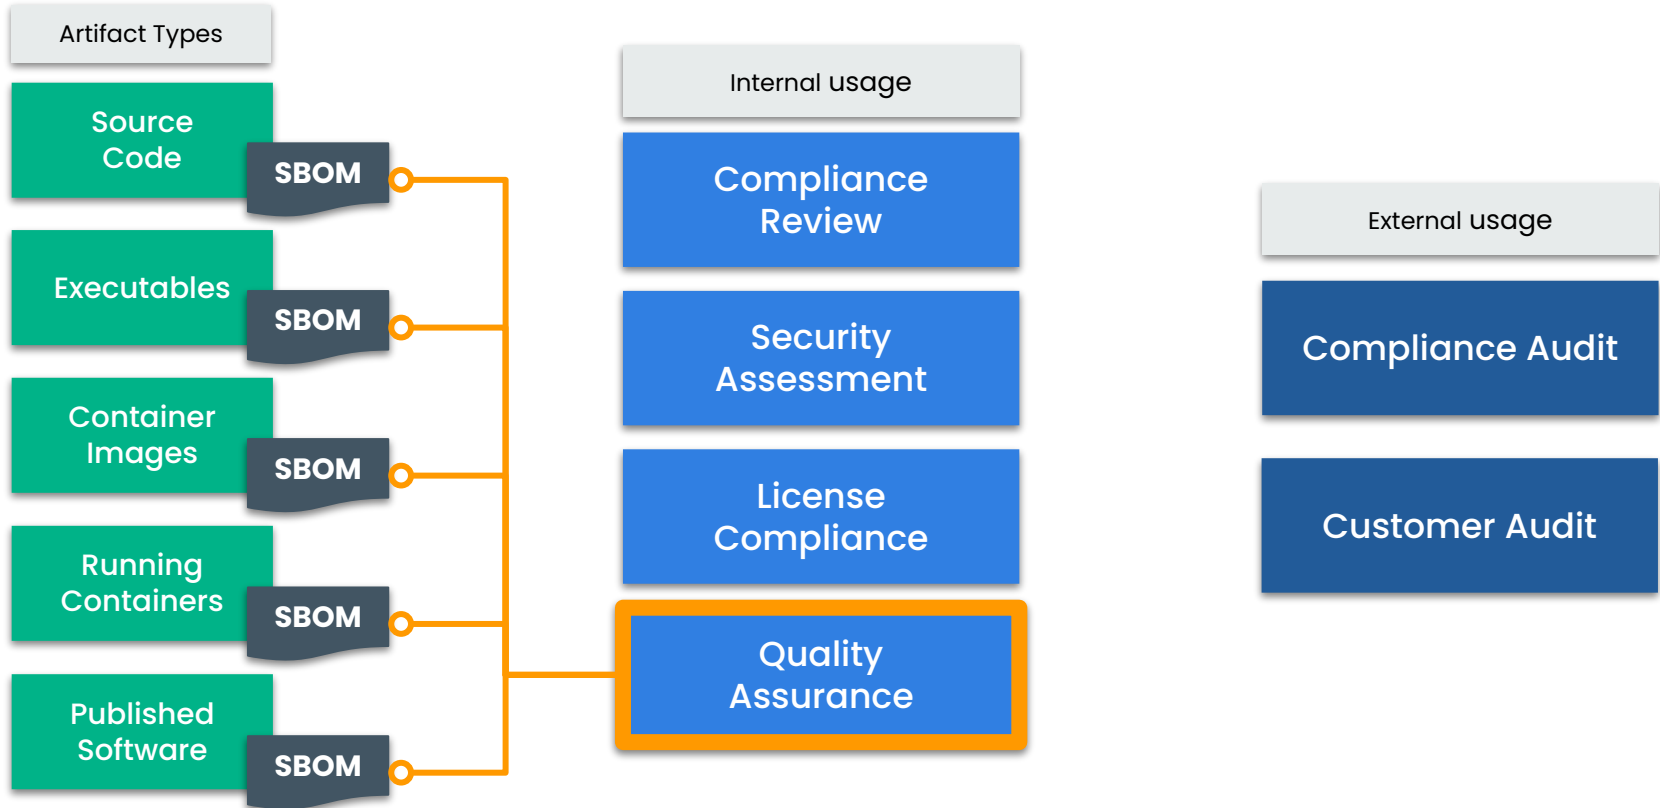 Artifact Types
Source
Code
SBOM
Executables
SBOM
Container
Images
SBOM
Running
Containers
SBOM
Published
Software
SBOM
Internal usage
Compliance
Review
Security
Assessment
License
Compliance
Quality
Assurance
External usage
Compliance Audit
Customer Audit